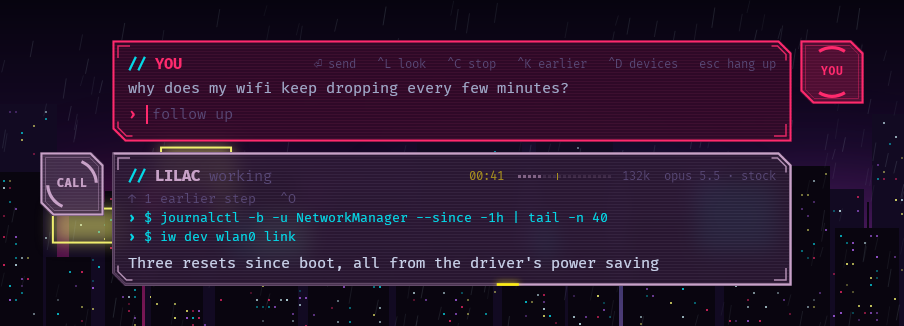 // YOU ⏎ send ^L look ^C stop ^K earlier ^D devices esc hang up
YOU
why does my wifi keep dropping every few minutes?
› follow up
CALL
// LILAC working 00:41 132k opus 5.5 · stock
↑ 1 earlier step ^O
› $ journalctl -b -u NetworkManager --since -1h | tail -n 40
› $ iw dev wlan0 link
Three resets since boot, all from the driver's power saving